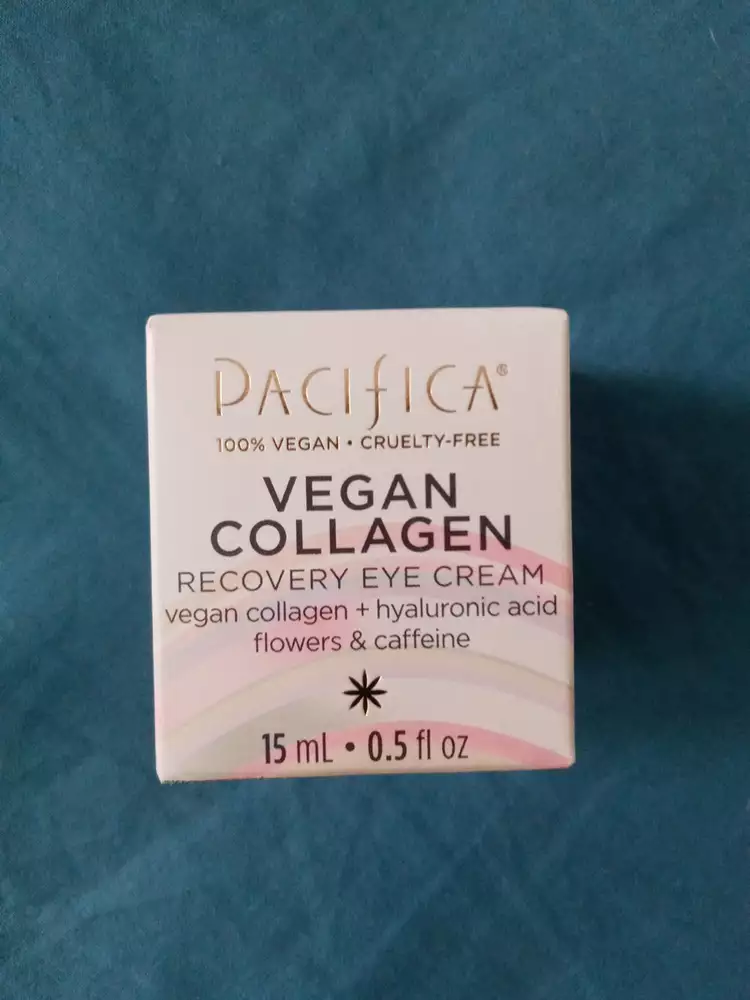 PACIFICA®
100% VEGAN • CRUELTY-FREE
VEGAN
COLLAGEN
RECOVERY EYE CREAM
vegan collagen + hyaluronic acid
flowers & caffeine
15 mL • 0.5 fl oz